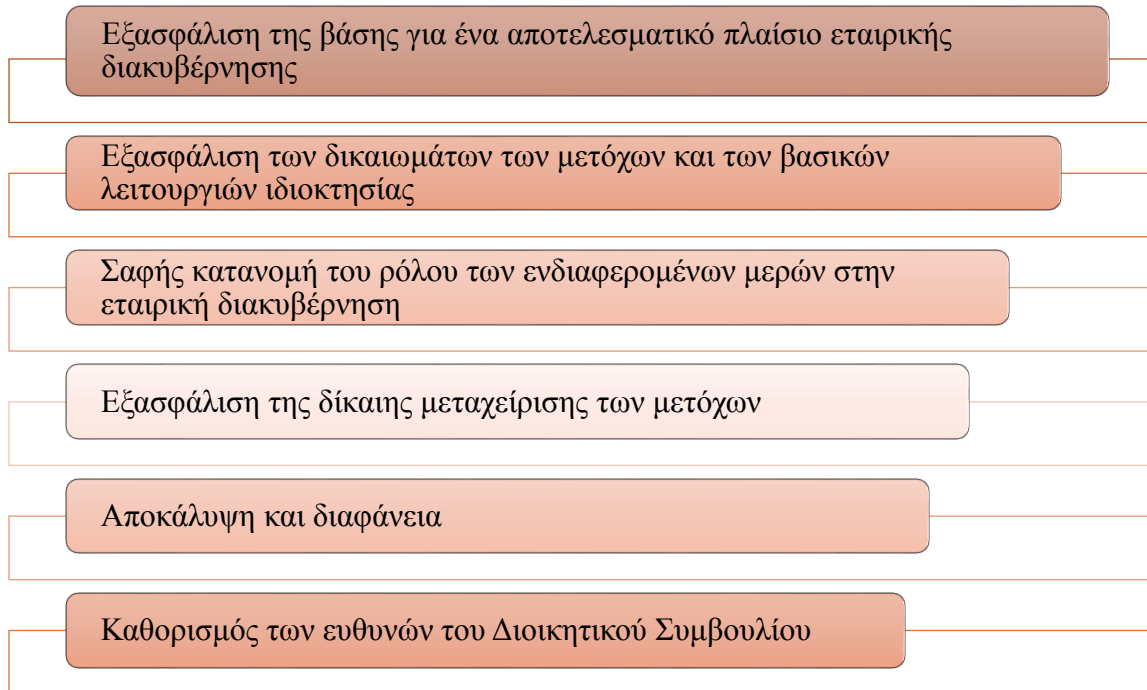 Εξασφάλιση της βάσης για ένα αποτελεσματικό πλαίσιο εταιρικής
διακυβέρνησης
Εξασφάλιση των δικαιωμάτων των μετόχων και των βασικών
λειτουργιών ιδιοκτησίας
Σαφής κατανομή του ρόλου των ενδιαφερομένων μερών στην
εταιρική διακυβέρνηση
Εξασφάλιση της δίκαιης μεταχείρισης των μετόχων
Αποκάλυψη και διαφάνεια
Καθορισμός των ευθυνών του Διοικητικού Συμβουλίου